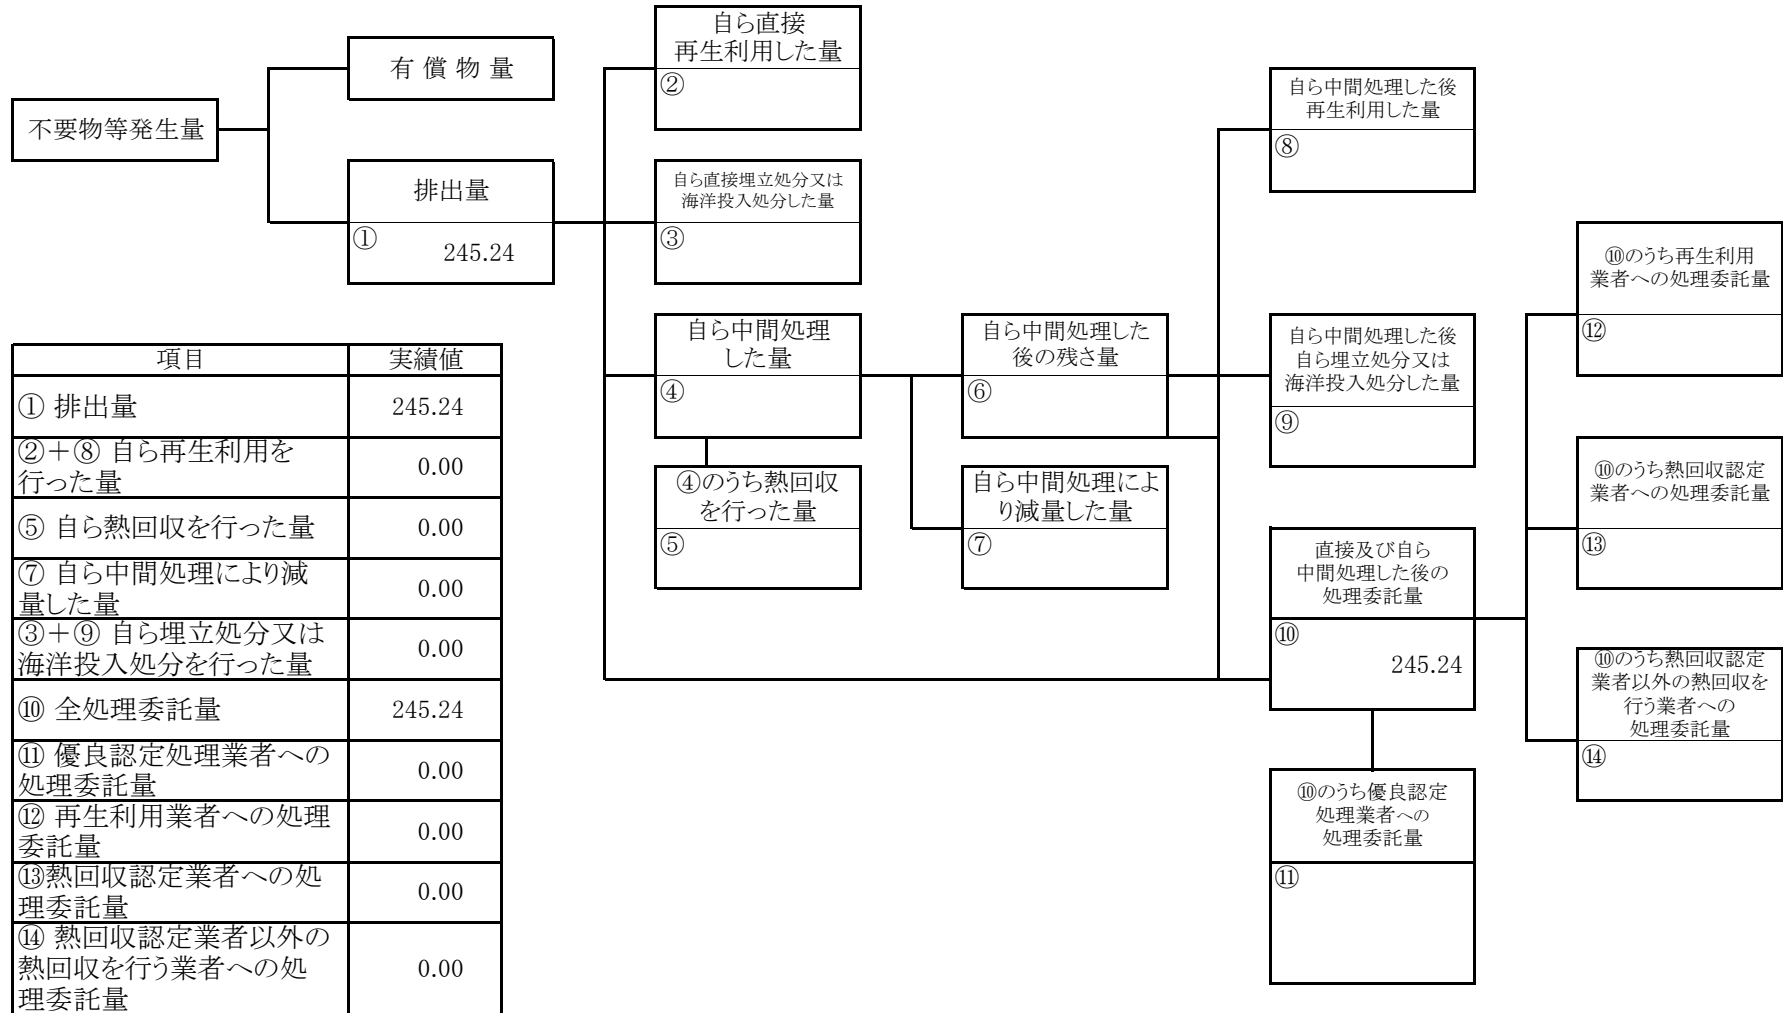 不要物等発生量
有 償 物 量
排出量
①
245.24
自ら直接
再生利用した量
②
自ら直接埋立処分又は
海洋投入処分した量
③
自ら中間処理
した量
④
④のうち熱回収
を行った量
⑤
自ら中間処理した
後の残さ量
⑥
自ら中間処理によ
り減量した量
⑦
自ら中間処理した後
再生利用した量
⑧
自ら中間処理した後
自ら埋立処分又は
海洋投入処分した量
⑨
直接及び自ら
中間処理した後の
処理委託量
⑩
245.24
⑩のうち優良認定
処理業者への
処理委託量
⑪
⑩のうち再生利用
業者への処理委託量
⑫
⑩のうち熱回収認定
業者への処理委託量
⑬
⑩のうち熱回収認定
業者以外の熱回収を
行う業者への
処理委託量
⑭
項目 実績値
① 排出量 245.24
②＋⑧ 自ら再生利用を
行った量 0.00
⑤ 自ら熱回収を行った量 0.00
⑦ 自ら中間処理により減
量した量 0.00
③＋⑨ 自ら埋立処分又は
海洋投入処分を行った量 0.00
⑩ 全処理委託量 245.24
⑪ 優良認定処理業者への
処理委託量 0.00
⑫ 再生利用業者への処理
委託量 0.00
⑬熱回収認定業者への処
理委託量 0.00
⑭ 熱回収認定業者以外の
熱回収を行う業者への処
理委託量 0.00